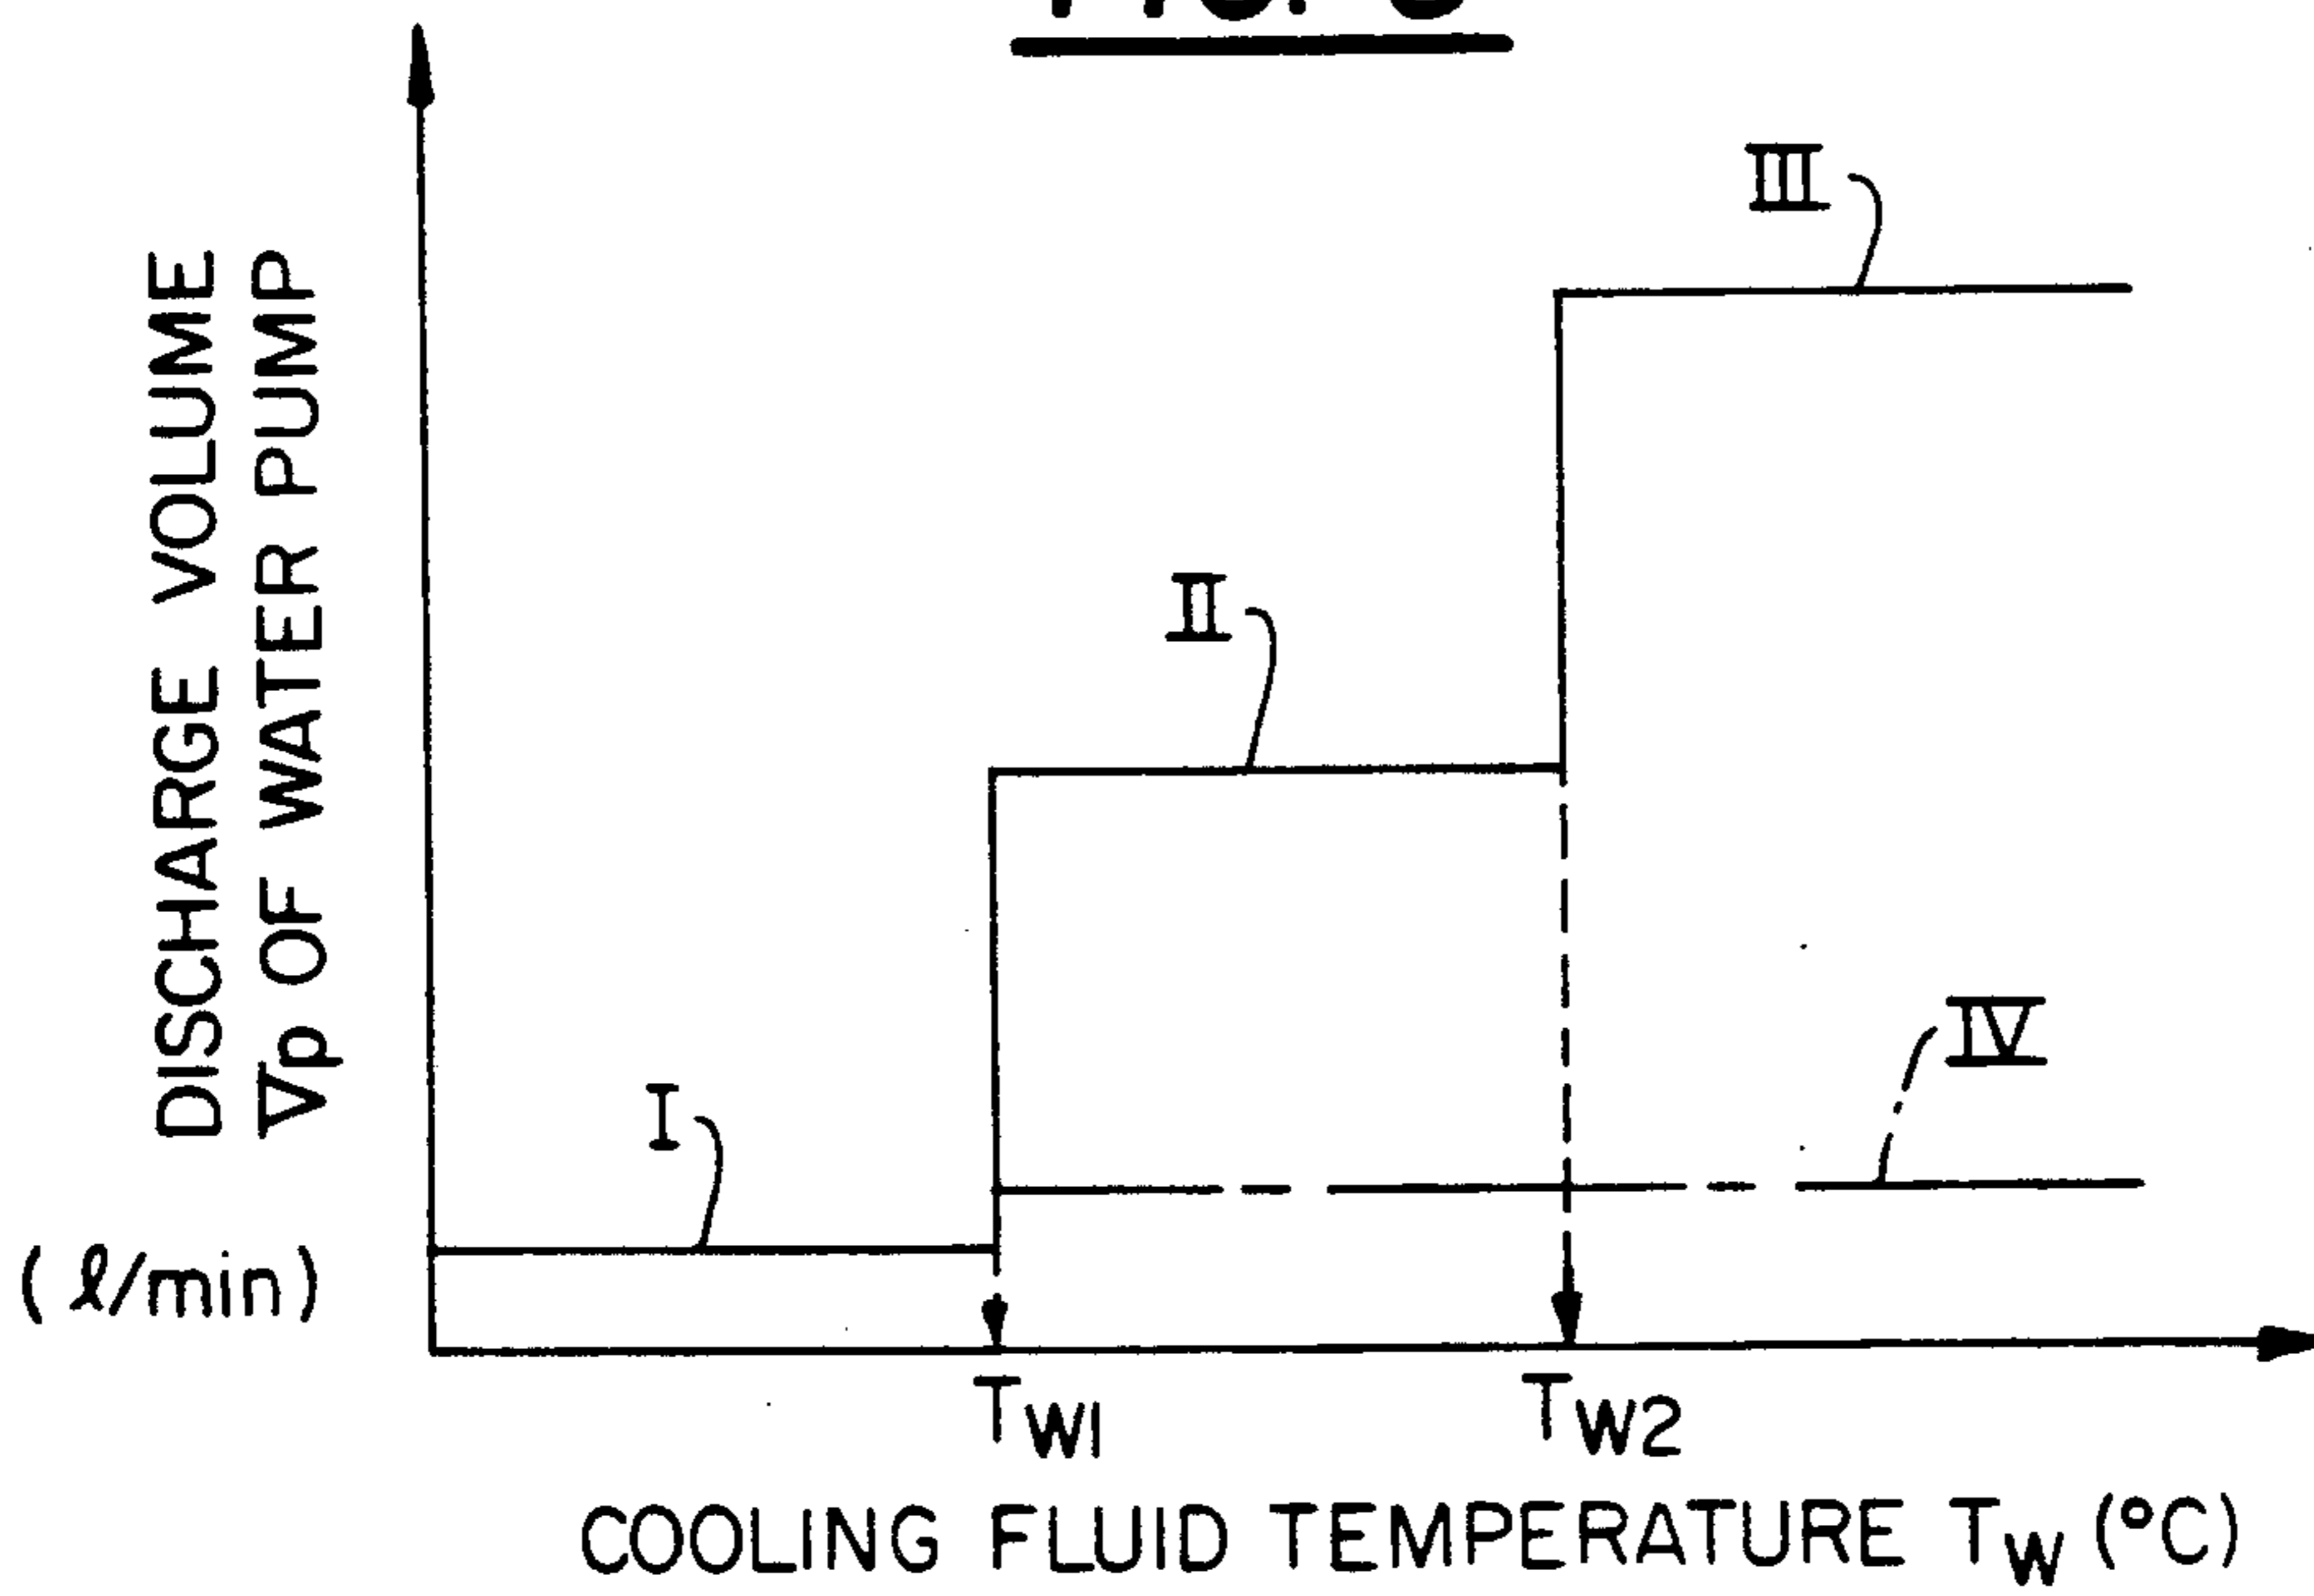 III
II
IV
I
DISCHARGE VOLUME
Vp OF WATER PUMP
(ℓ/min)
TW1
TW2
COOLING FLUID TEMPERATURE TW (°C)